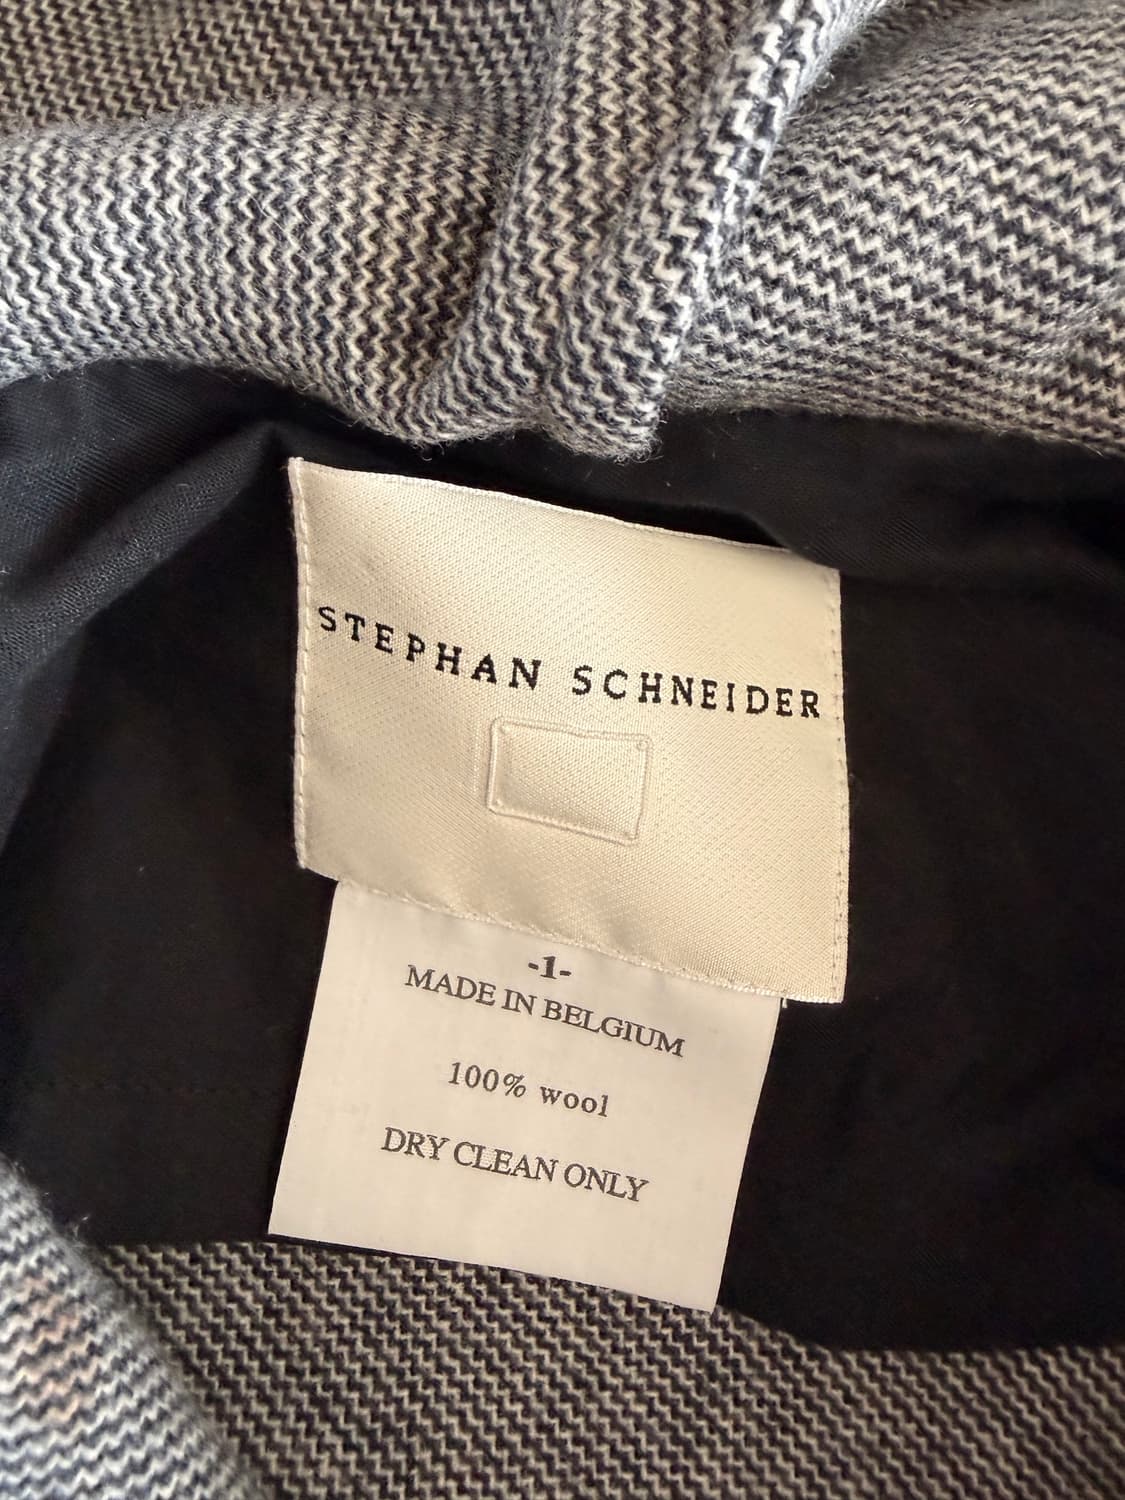 STEPHAN SCHNEIDER
-1-
MADE IN BELGIUM
100% wool
DRY CLEAN ONLY